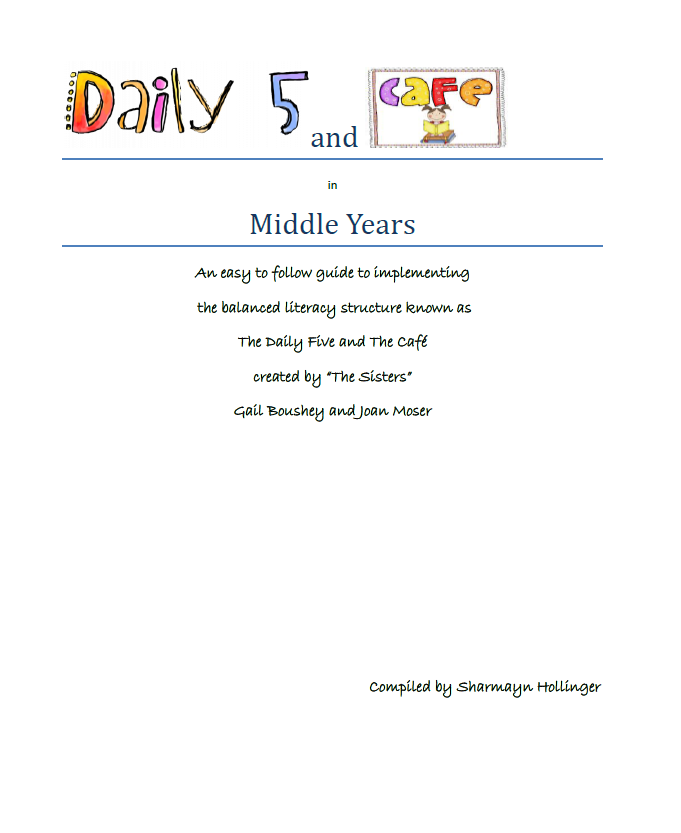 Daily 5 and CaFe
in
Middle Years
An easy to follow guide to implementing
the balanced literacy structure known as
The Daily Five and The Café
created by “The Sisters”
Gail Boushey and Joan Moser
Compiled by Sharmayn Hollinger